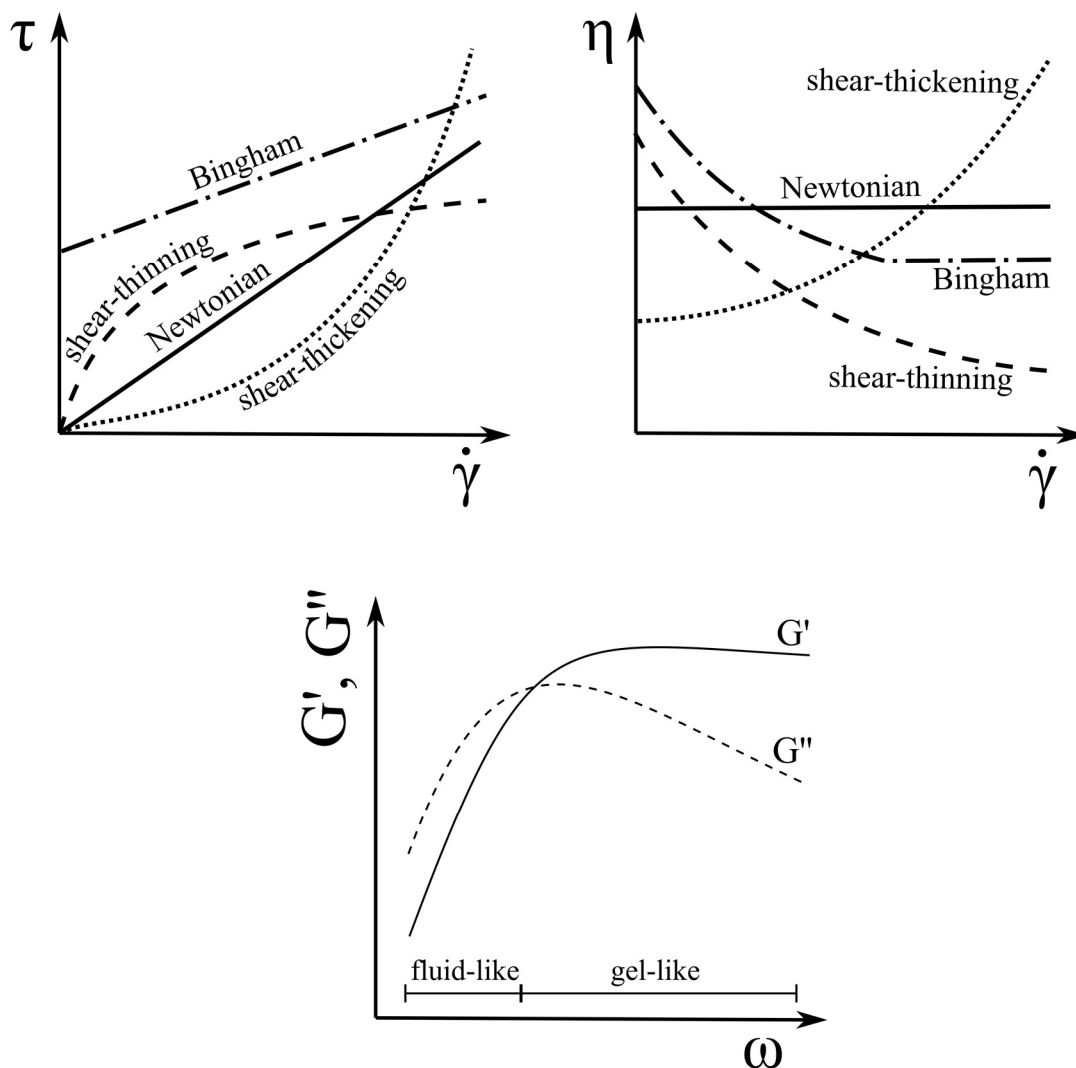 τ
Bingham
shear-thinning
Newtonian
shear-thickening
γ̇
η
shear-thickening
Newtonian
Bingham
shear-thinning
γ̇
G', G''
G'
G''
fluid-like
gel-like
ω